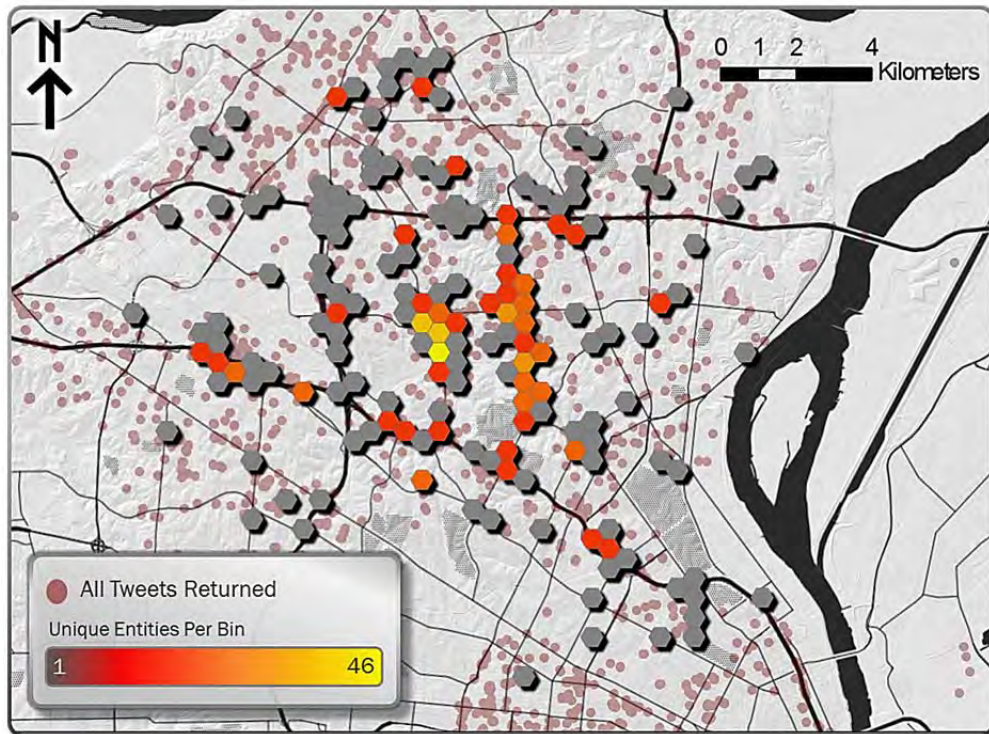 N
0 1 2 4
Kilometers
All Tweets Returned
Unique Entities Per Bin
1 46